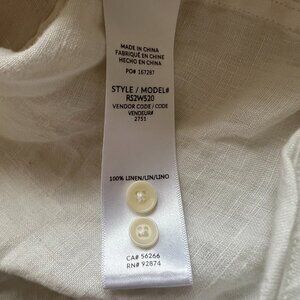 MADE IN CHINA
FABRIQUÉ EN CHINE
HECHO EN CHINA
PO# 167287
STYLE / MODEL#
RS2W520
VENDOR CODE / CODE
VENDEUR#
2751
100% LINEN/LIN/LINO
CA# 56266
RN# 92874